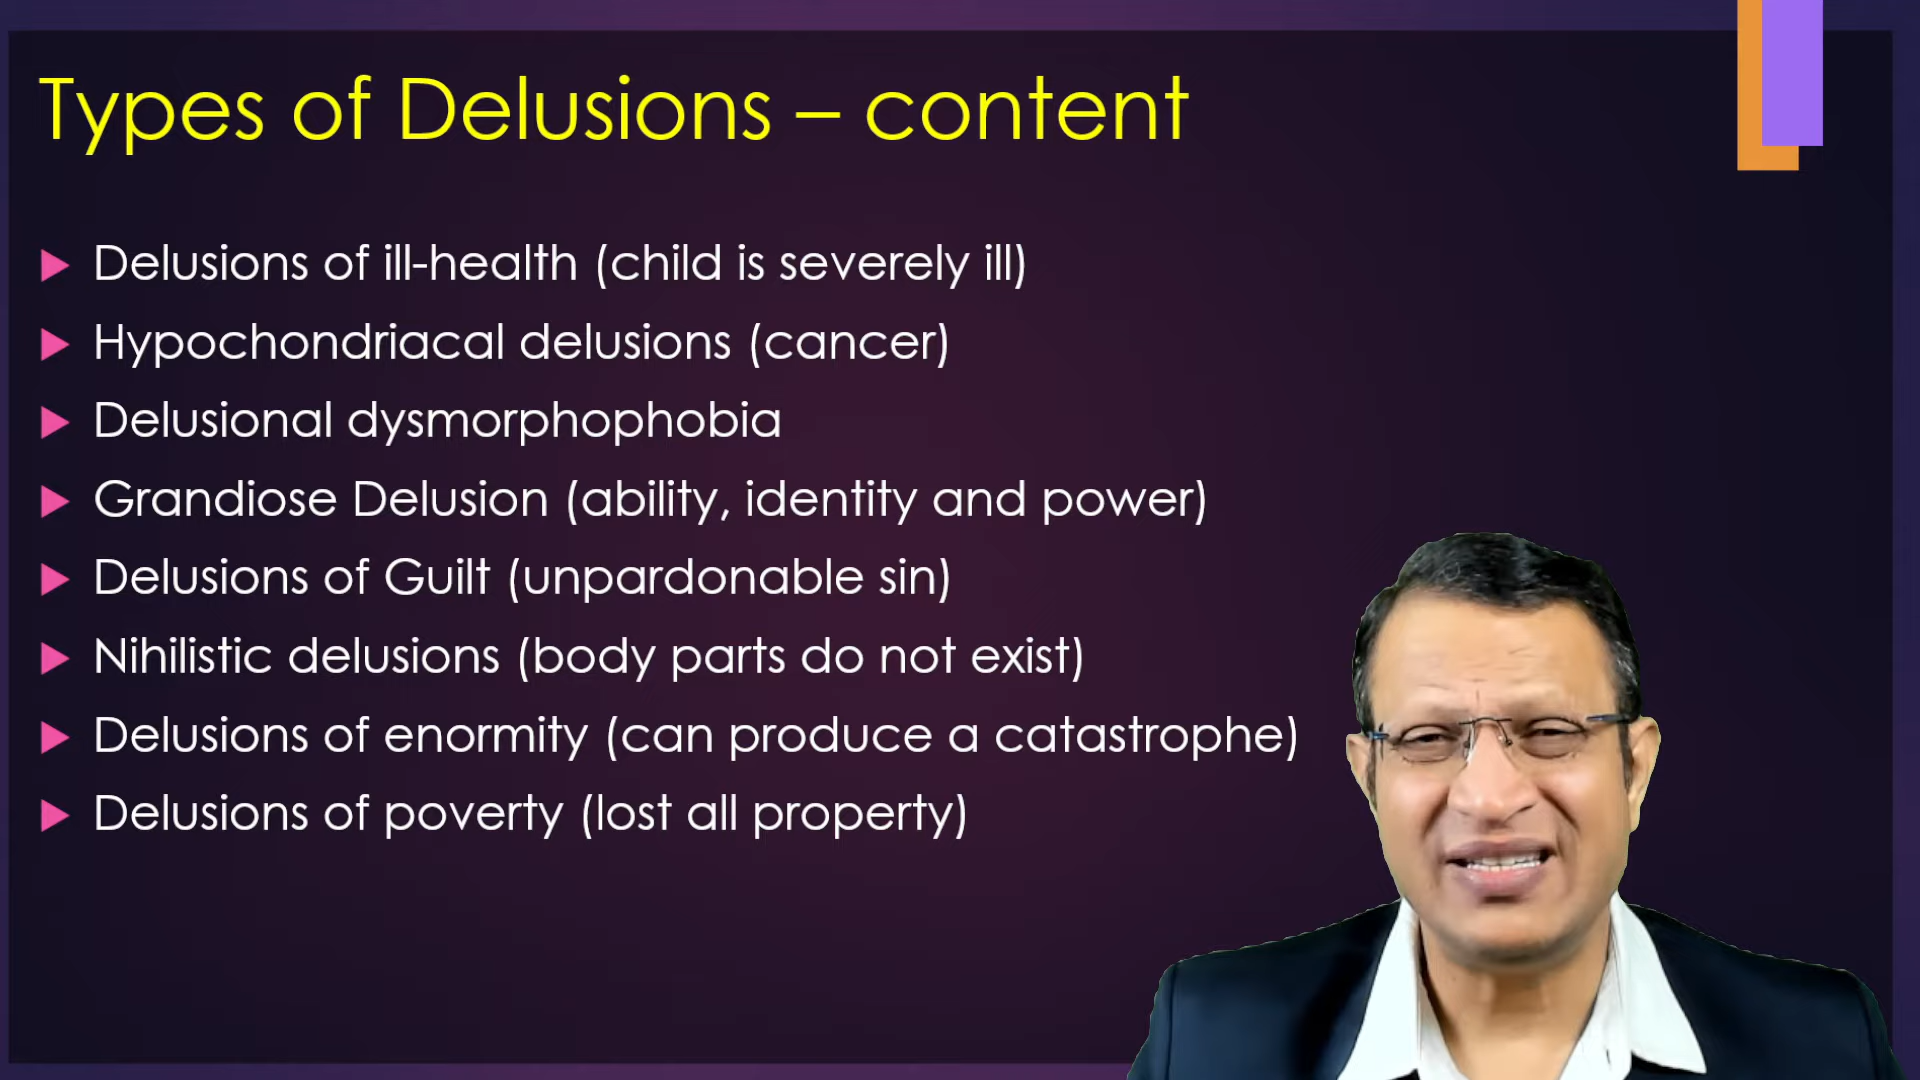 Types of Delusions – content
Delusions of ill-health (child is severely ill)
Hypochondriacal delusions (cancer)
Delusional dysmorphophobia
Grandiose Delusion (ability, identity and power)
Delusions of Guilt (unpardonable sin)
Nihilistic delusions (body parts do not exist)
Delusions of enormity (can produce a catastrophe)
Delusions of poverty (lost all property)